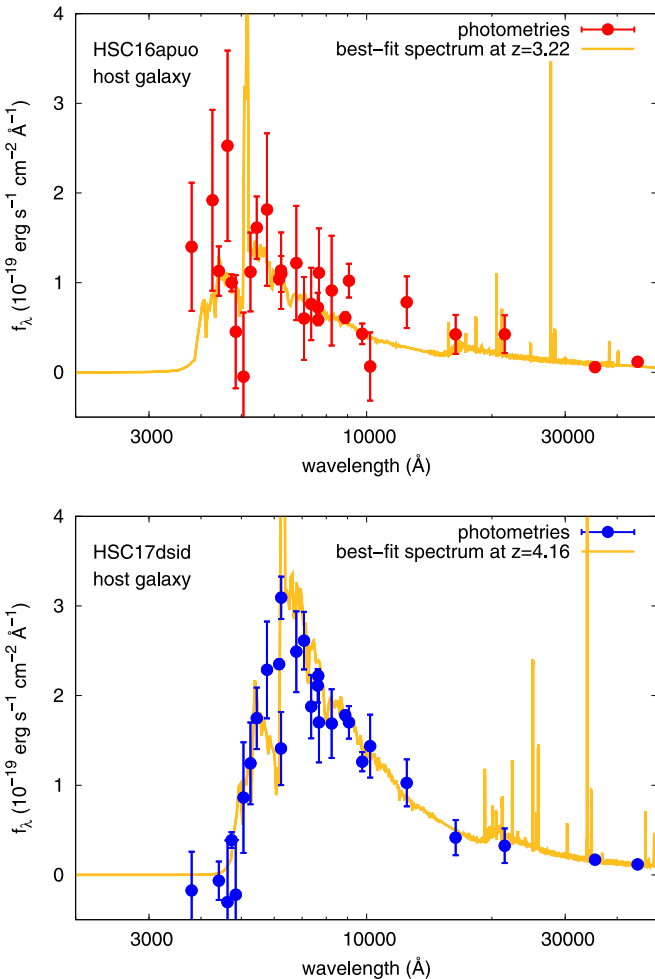 4
3
2
1
0
f_λ (10^−19 erg s^−1 cm^−2 Å^−1)
HSC16apuo
host galaxy
photometries
best−fit spectrum at z=3.22
3000
10000
30000
wavelength (Å)
4
3
2
1
0
f_λ (10^−19 erg s^−1 cm^−2 Å^−1)
HSC17dsid
host galaxy
photometries
best−fit spectrum at z=4.16
3000
10000
30000
wavelength (Å)